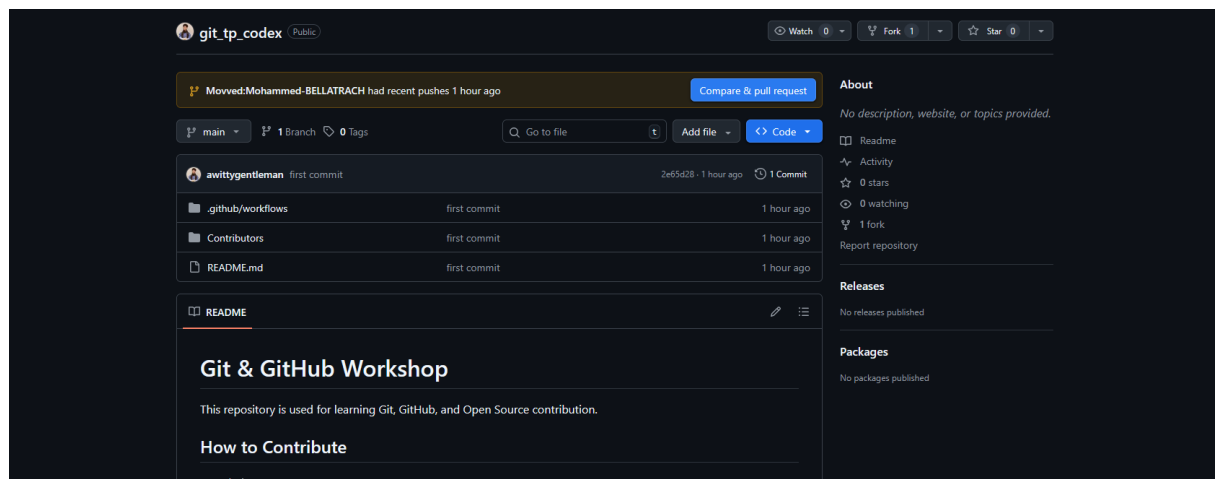 git_tp_codex Public
Watch 0
Fork 1
Star 0
Movved:Mohammed-BELLATRACH had recent pushes 1 hour ago
Compare & pull request
main
1 Branch
0 Tags
Go to file t
Add file
<> Code
awittygentleman first commit
2e65d28 · 1 hour ago
1 Commit
.github/workflows first commit 1 hour ago
Contributors first commit 1 hour ago
README.md first commit 1 hour ago
README
Git & GitHub Workshop
This repository is used for learning Git, GitHub, and Open Source contribution.
How to Contribute
About
No description, website, or topics provided.
Readme
Activity
0 stars
0 watching
1 fork
Report repository
Releases
No releases published
Packages
No packages published